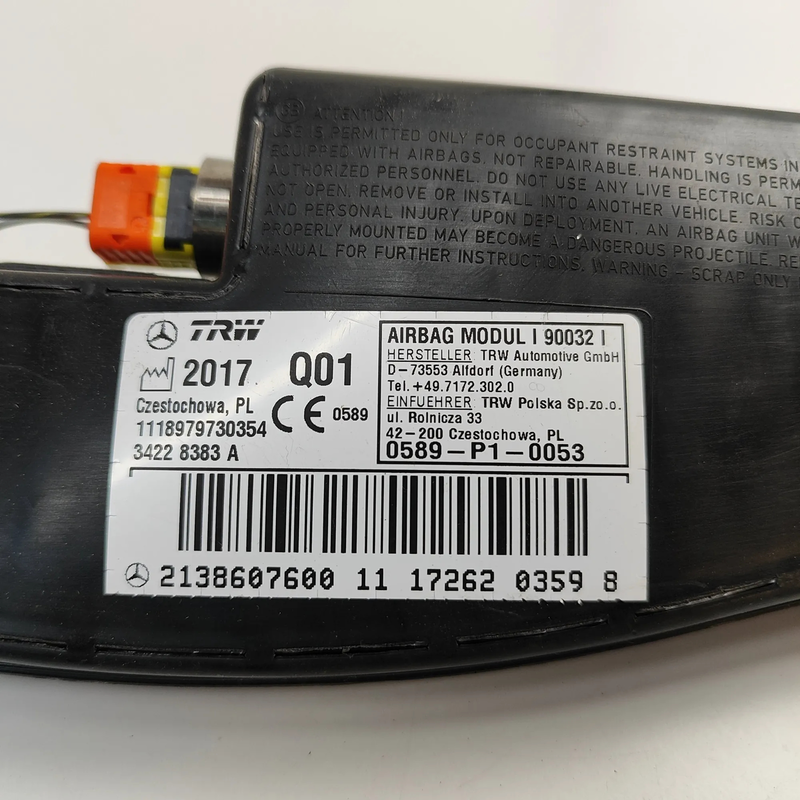 ATTENTION!
USE IS PERMITTED ONLY FOR OCCUPANT RESTRAINT SYSTEMS IN
EQUIPPED WITH AIRBAGS. NOT REPAIRABLE. HANDLING IS PERM
AUTHORIZED PERSONNEL. DO NOT USE ANY LIVE ELECTRICAL TE
NOT OPEN. REMOVE OR INSTALL INTO ANOTHER VEHICLE. RISK O
AND PERSONAL INJURY. UPON DEPLOYMENT, AN AIRBAG UNIT W
PROPERLY MOUNTED MAY BECOME A DANGEROUS PROJECTILE. RE
MANUAL FOR FURTHER INSTRUCTIONS. WARNING - SCRAP ONLY
TRW
2017 Q01
Czestochowa, PL
CE 0589
1118979730354
3422 8383 A
AIRBAG MODUL I 90032 I
HERSTELLER TRW Automotive GmbH
D-73553 Alfdorf (Germany)
Tel.+49.7172.302.0
EINFUEHRER TRW Polska Sp.zo.o.
ul. Rolnicza 33
42-200 Czestochowa, PL
0589-P1-0053
2138607600 11 17262 0359 8